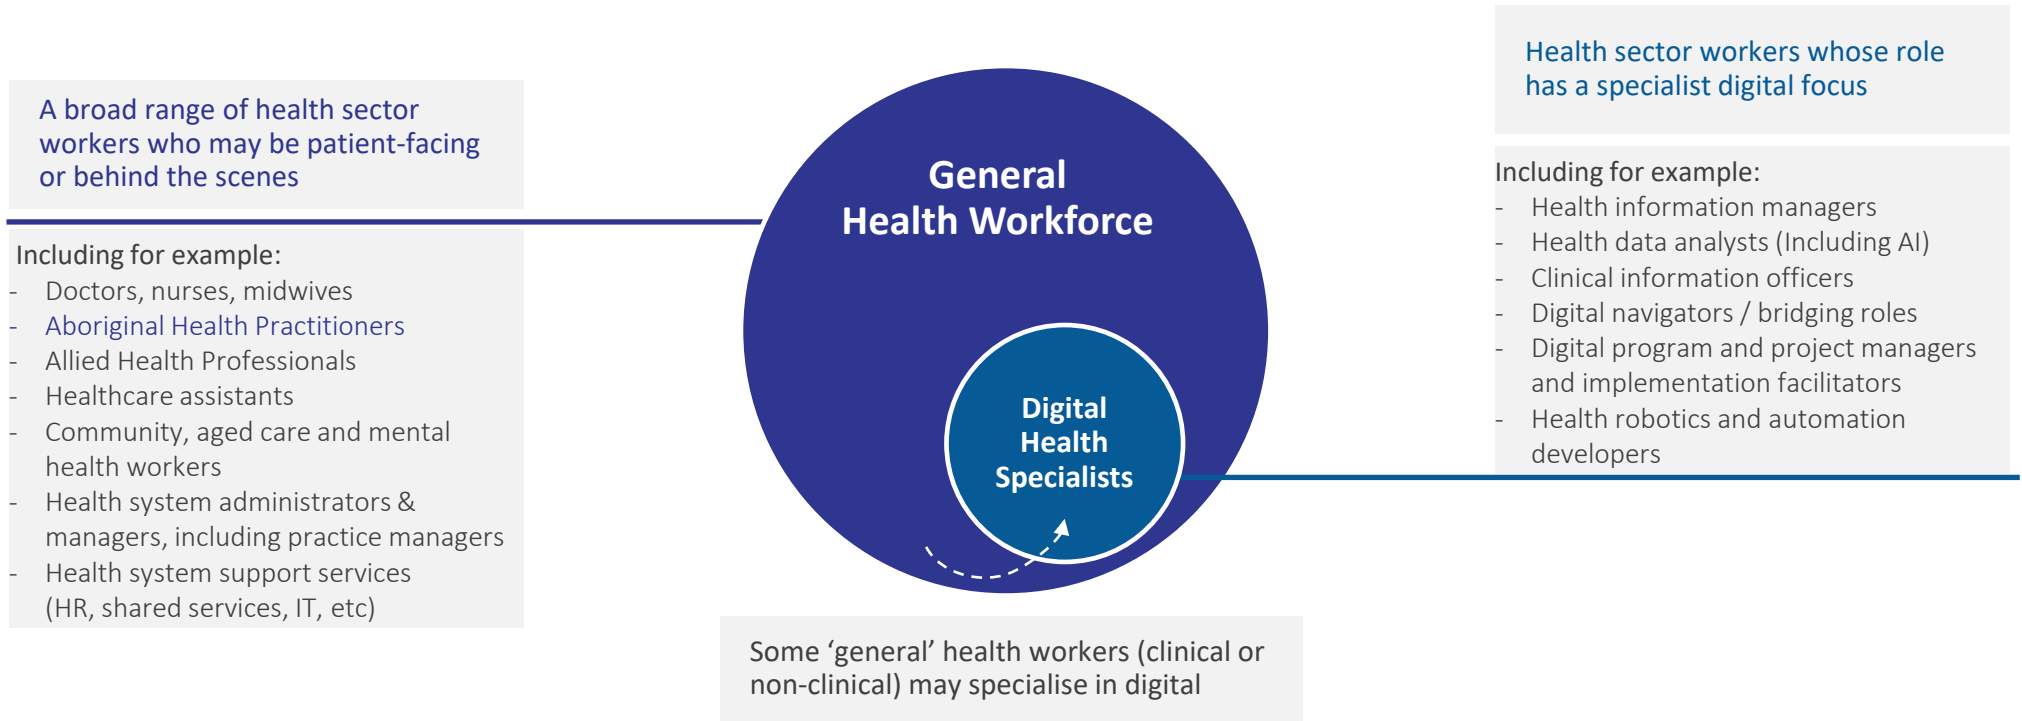 A broad range of health sector
workers who may be patient-facing
or behind the scenes
Including for example:
- Doctors, nurses, midwives
- Aboriginal Health Practitioners
- Allied Health Professionals
- Healthcare assistants
- Community, aged care and mental
health workers
- Health system administrators &
managers, including practice managers
- Health system support services
(HR, shared services, IT, etc)
General
Health Workforce
Digital
Health
Specialists
Some ‘general’ health workers (clinical or
non-clinical) may specialise in digital
Health sector workers whose role
has a specialist digital focus
Including for example:
- Health information managers
- Health data analysts (Including AI)
- Clinical information officers
- Digital navigators / bridging roles
- Digital program and project managers
and implementation facilitators
- Health robotics and automation
developers